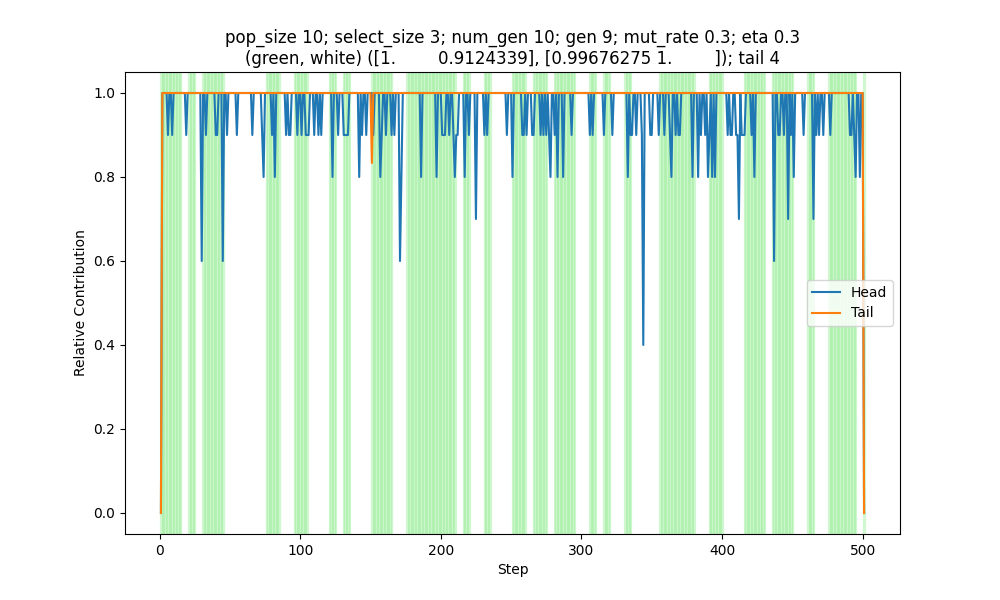 pop_size 10; select_size 3; num_gen 10; gen 9; mut_rate 0.3; eta 0.3
(green, white) ([1.        0.9124339], [0.99676275 1.        ]); tail 4
1.0
0.8
0.6
0.4
0.2
0.0
Relative Contribution
Head
Tail
0
100
200
300
400
500
Step